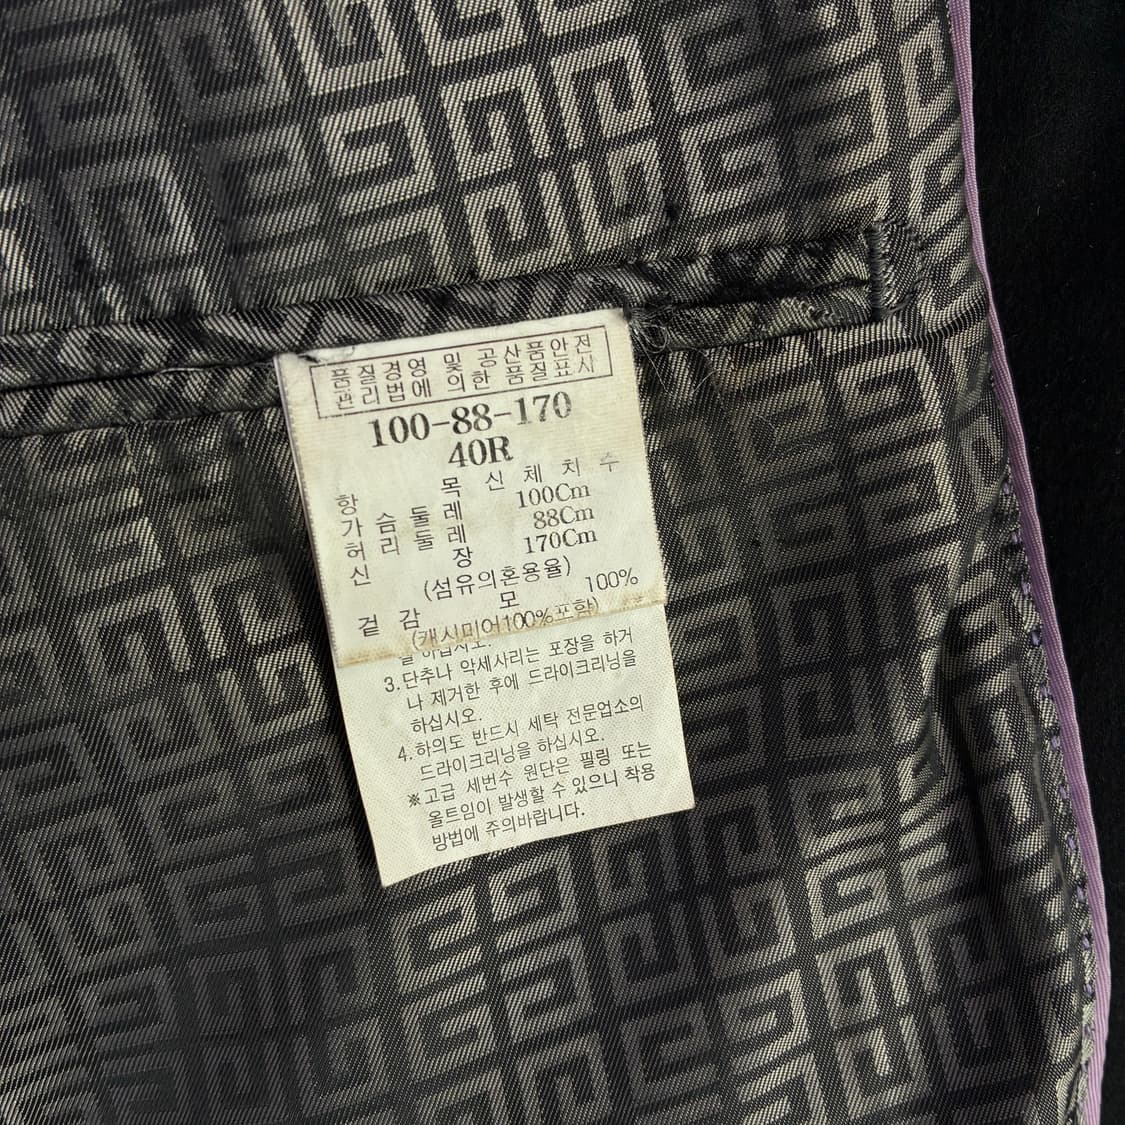 품질경영 및 공산품안전
관리법에 의한 품질표시
100-88-170
40R
항 목 신 체 치 수
가 슴 둘 레 100Cm
허 리 둘 레 88Cm
신 장 170Cm
(섬유의혼용율)
겉 감 모 100%
(캐시미어100%포함)
하십시오.
3. 단추나 악세사리는 포장을 하거
나 제거한 후에 드라이크리닝을
하십시오.
4. 하의도 반드시 세탁 전문업소의
드라이크리닝을 하십시오.
※고급 세번수 원단은 필링 또는
올트임이 발생할 수 있으니 착용
방법에 주의바랍니다.